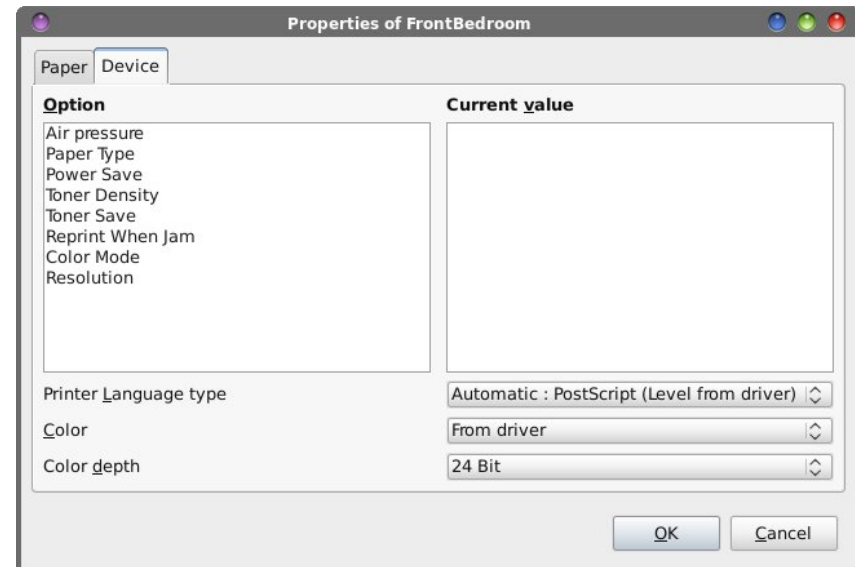 Properties of FrontBedroom
Paper Device
Option
Air pressure
Paper Type
Power Save
Toner Density
Toner Save
Reprint When Jam
Color Mode
Resolution
Current value
Printer Language type Automatic : PostScript (Level from driver)
Color From driver
Color depth 24 Bit
OK Cancel